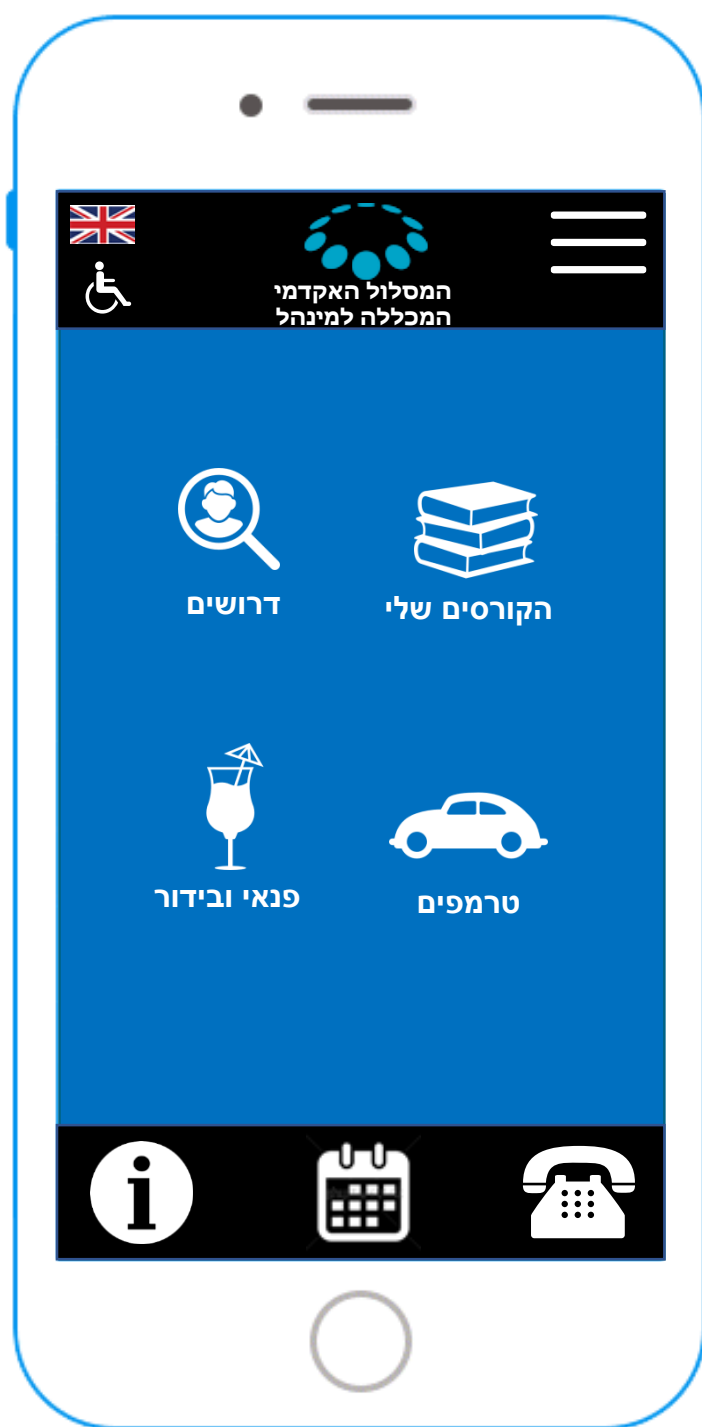 המסלול האקדמי
המכללה למינהל
הקורסים שלי
דרושים
טרמפים
פנאי ובידור
i